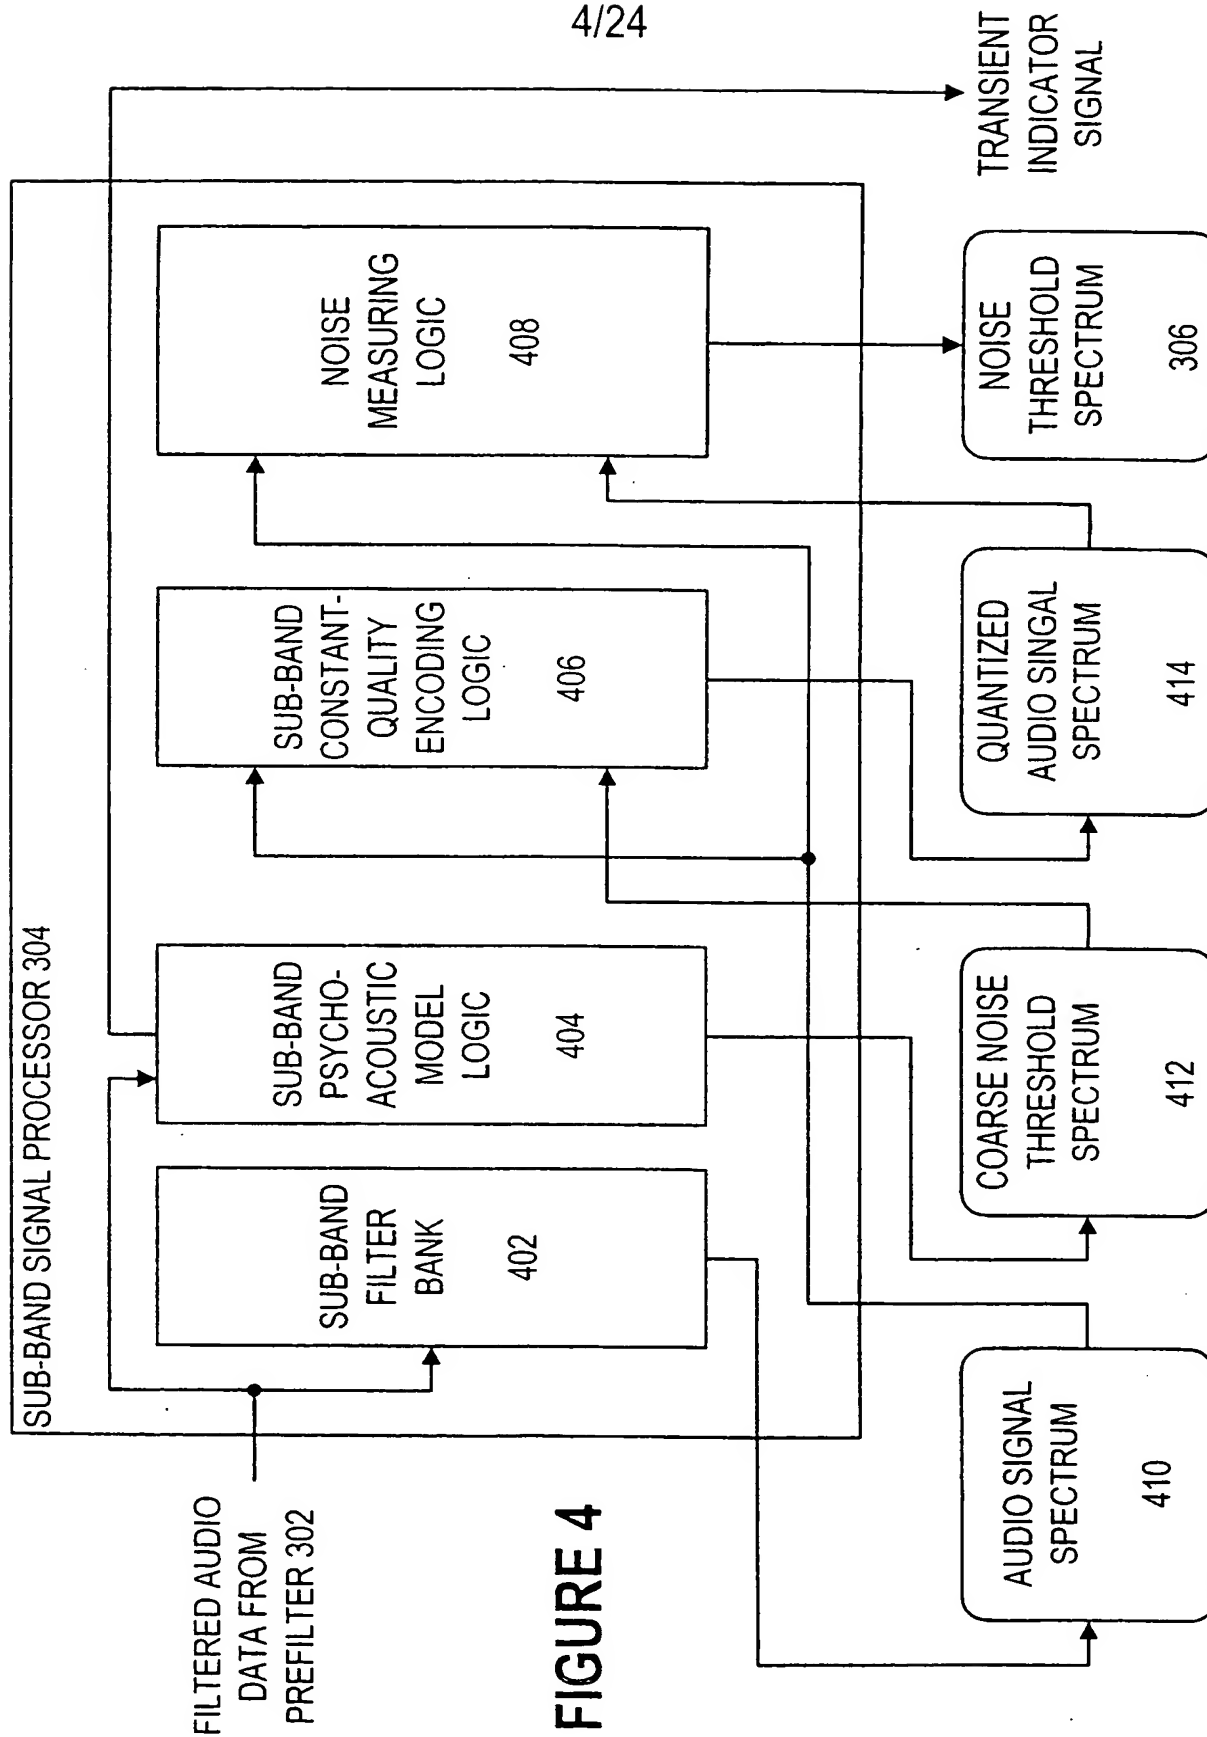 4/24
SUB-BAND SIGNAL PROCESSOR 304
FILTERED AUDIO
DATA FROM
PREFILTER 302
SUB-BAND
FILTER
BANK
402
SUB-BAND
PSYCHO-
ACOUSTIC
MODEL
LOGIC
404
SUB-BAND
CONSTANT-
QUALITY
ENCODING
LOGIC
406
NOISE
MEASURING
LOGIC
408
AUDIO SIGNAL
SPECTRUM
410
COARSE NOISE
THRESHOLD
SPECTRUM
412
QUANTIZED
AUDIO SINGAL
SPECTRUM
414
NOISE
THRESHOLD
SPECTRUM
306
TRANSIENT
INDICATOR
SIGNAL
FIGURE 4